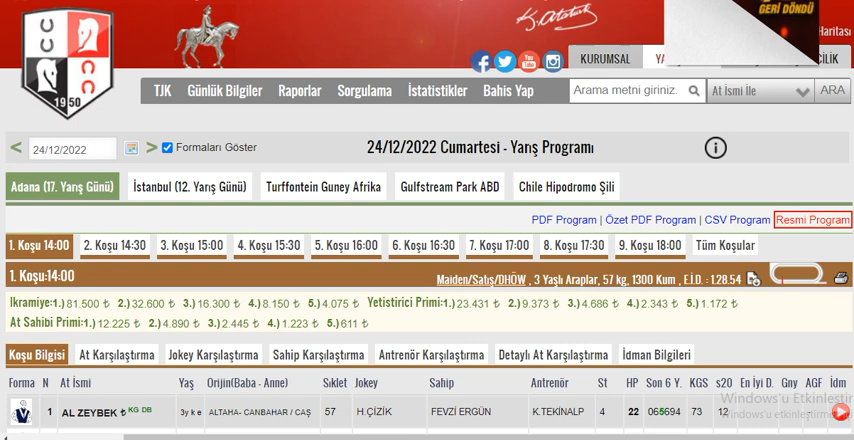 GERİ DÖNDÜ
K. Atatürk
C C
C C
1950
KURUMSAL
Haritası
TJK Günlük Bilgiler Raporlar Sorgulama İstatistikler Bahis Yap Arama metni giriniz. At İsmi İle ARA
< 24/12/2022 > Formaları Göster 24/12/2022 Cumartesi - Yarış Programı
Adana (17. Yarış Günü) İstanbul (12. Yarış Günü) Turffontein Guney Afrika Gulfstream Park ABD Chile Hipodromo Şili
PDF Program | Özet PDF Program | CSV Program Resmi Program
1. Koşu 14:00 2. Koşu 14:30 3. Koşu 15:00 4. Koşu 15:30 5. Koşu 16:00 6. Koşu 16:30 7. Koşu 17:00 8. Koşu 17:30 9. Koşu 18:00 Tüm Koşular
1. Koşu:14:00 Maiden/Satış/DHÖW , 3 Yaşlı Araplar, 57 kg, 1300 Kum , E.İ.D. : 1.28.54
Ikramiye:1.) 81.500 ₺ 2.) 32.600 ₺ 3.) 16.300 ₺ 4.) 8.150 ₺ 5.) 4.075 ₺ Yetistirici Primi:1.) 23.431 ₺ 2.) 9.373 ₺ 3.) 4.686 ₺ 4.) 2.343 ₺ 5.) 1.172 ₺
At Sahibi Primi:1.) 12.225 ₺ 2.) 4.890 ₺ 3.) 2.445 ₺ 4.) 1.223 ₺ 5.) 611 ₺
Koşu Bilgisi At Karşılaştırma Jokey Karşılaştırma Sahip Karşılaştırma Antrenör Karşılaştırma Detaylı At Karşılaştırma İdman Bilgileri
Forma N At İsmi Yaş Orijin(Baba - Anne) Sıklet Jokey Sahip Antrenör St HP Son 6 Y. KGS s20 En İyi D. Gny AGF İdm
1 AL ZEYBEK ₺ KG DB 3y k e ALTAHA- CANBAHAR / CAŞ 57 H.ÇİZİK FEVZİ ERGÜN K.TEKİNALP 4 22 065694 73 12
Windows'u Etkinleştir
Windows'u etkinleştirme